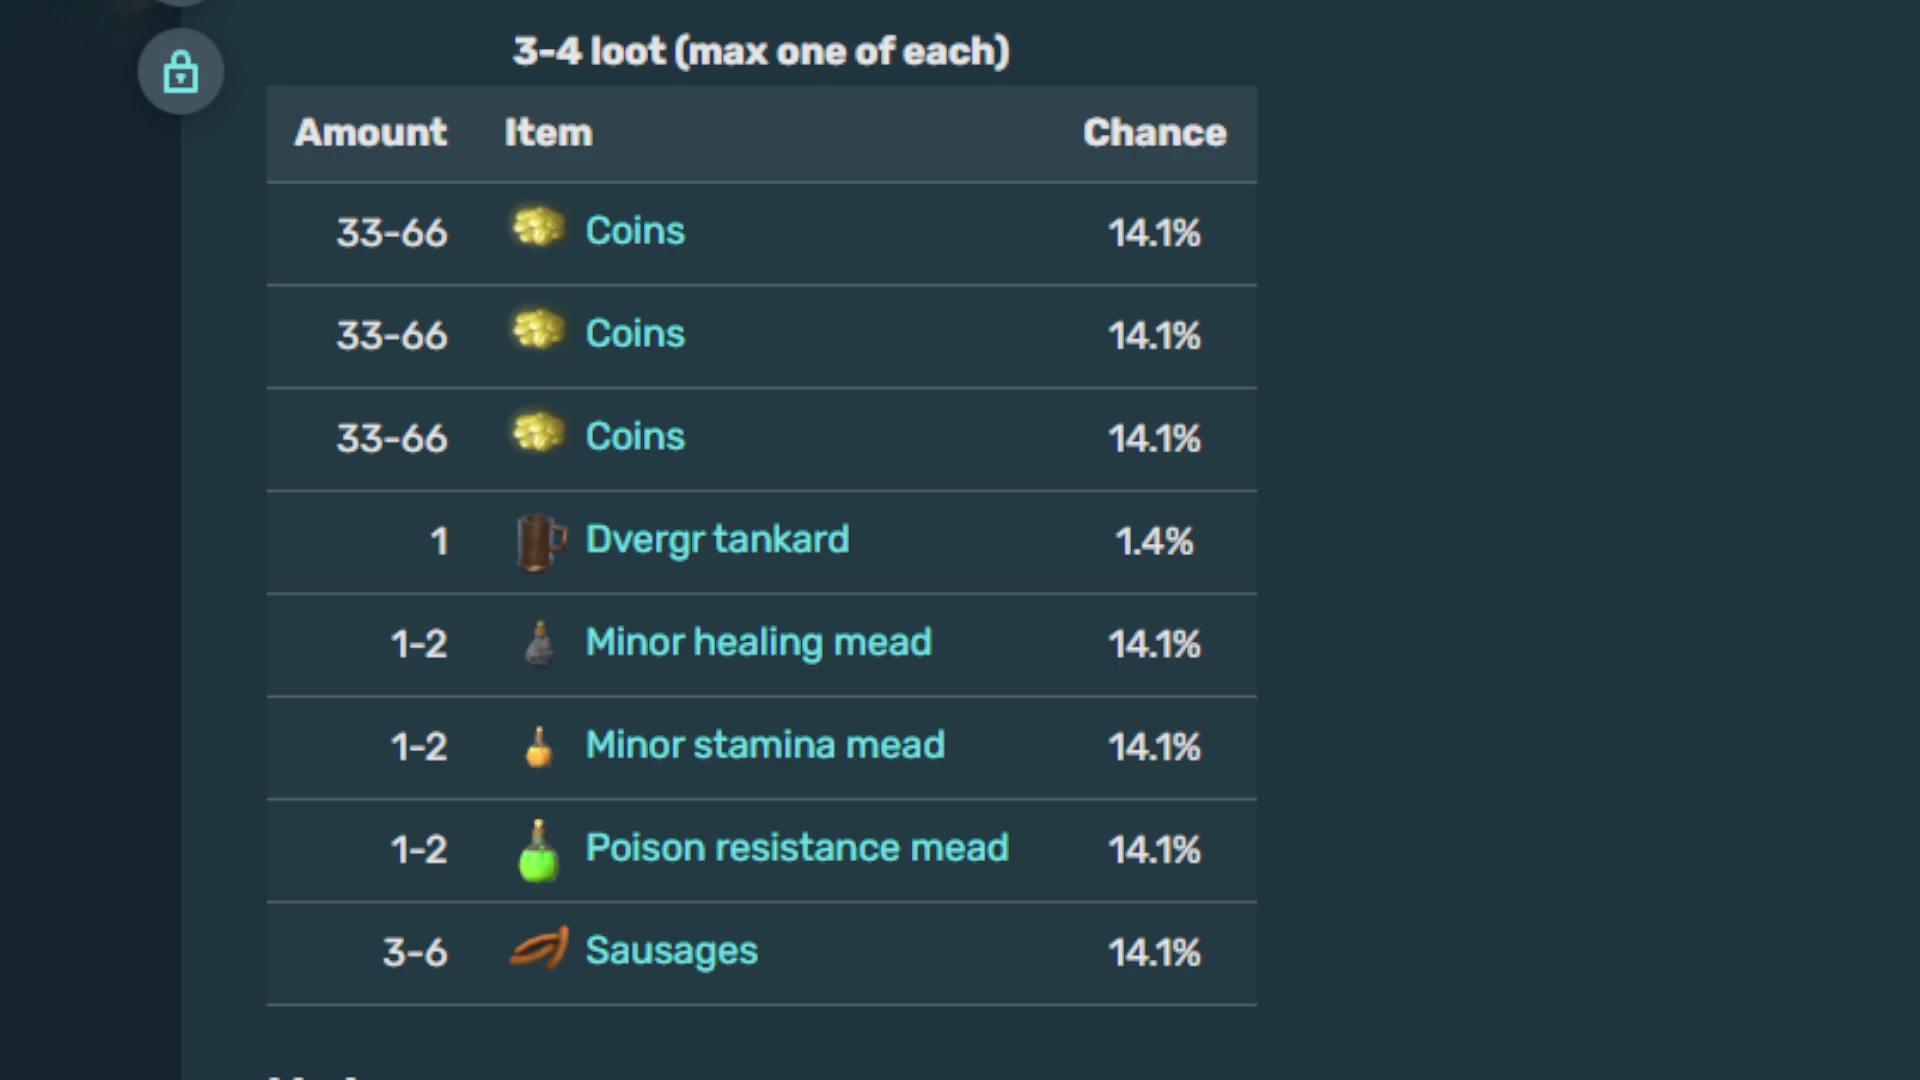 3-4 loot (max one of each)
Amount Item Chance
33-66 Coins 14.1%
33-66 Coins 14.1%
33-66 Coins 14.1%
1 Dvergr tankard 1.4%
1-2 Minor healing mead 14.1%
1-2 Minor stamina mead 14.1%
1-2 Poison resistance mead 14.1%
3-6 Sausages 14.1%